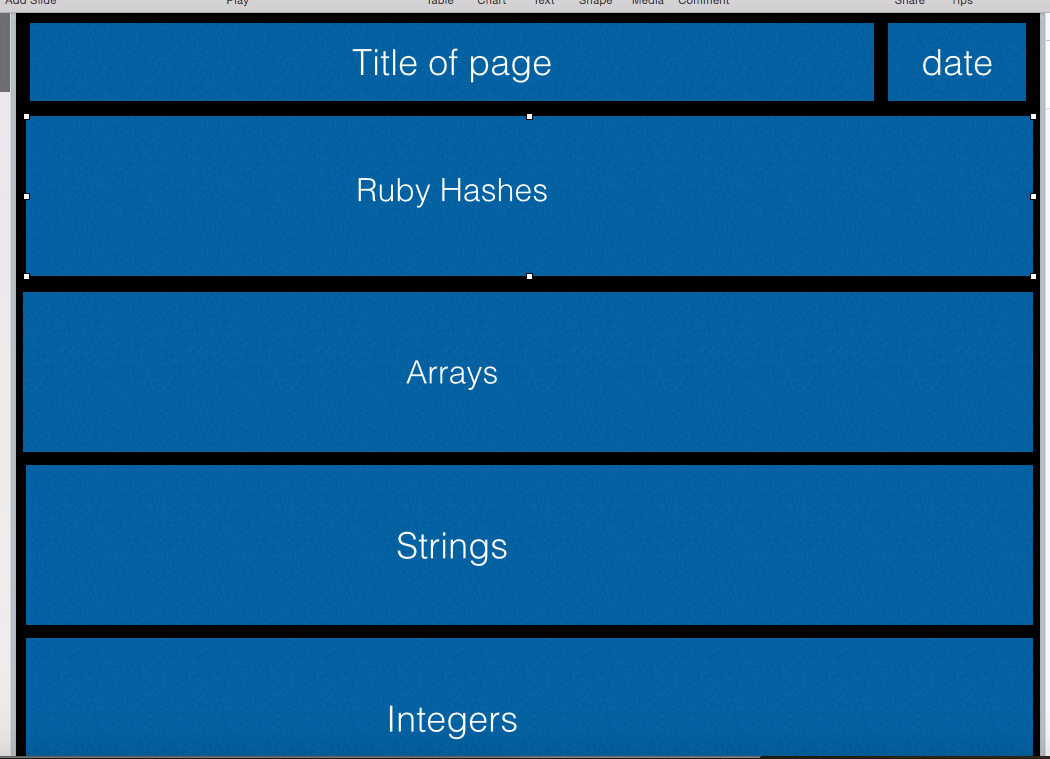 Add Slide Play Table Chart Text Shape Media Comment Share Tips
Title of page date
Ruby Hashes
Arrays
Strings
Integers